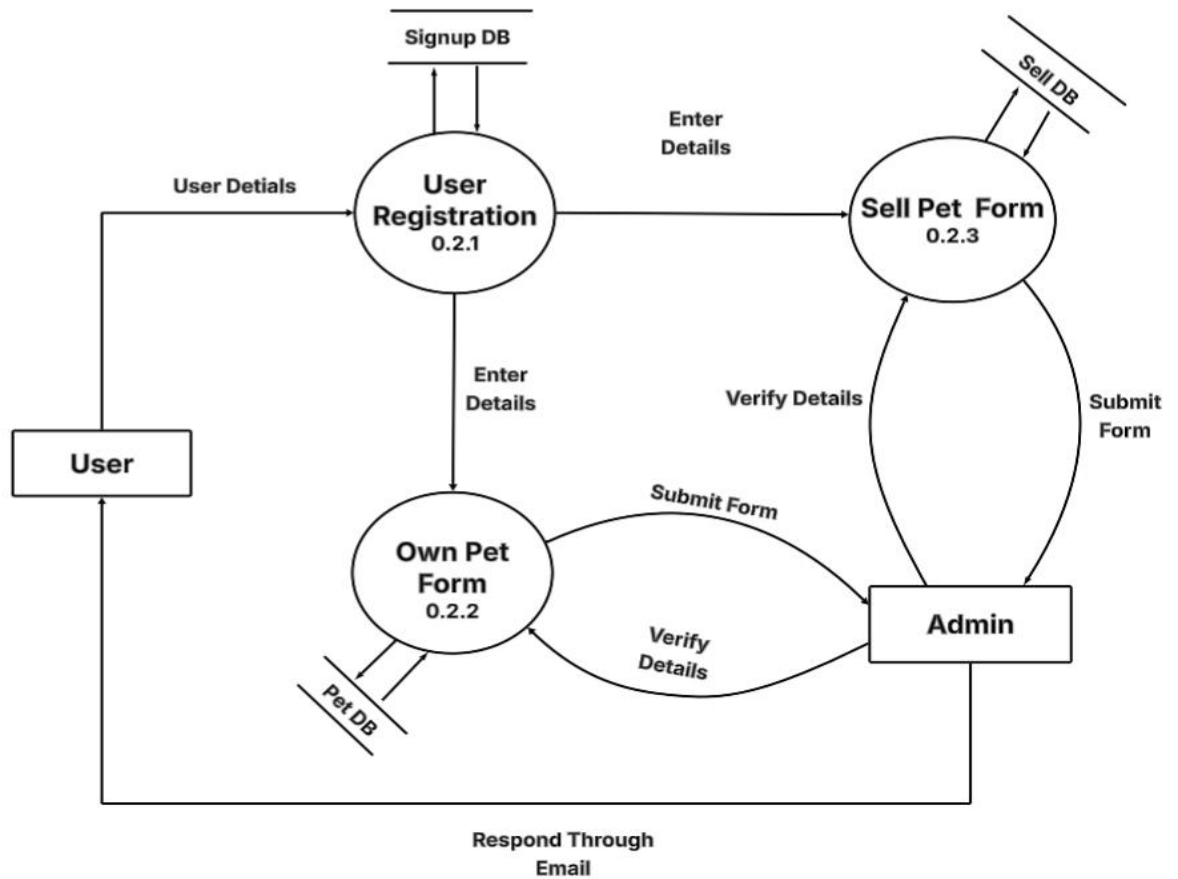 Signup DB
Sell DB
Enter
Details
User Detials
User
Registration
0.2.1
Sell Pet Form
0.2.3
Enter
Details
Verify Details
Submit
Form
User
Submit Form
Own Pet
Form
0.2.2
Admin
Verify
Details
Pet DB
Respond Through
Email